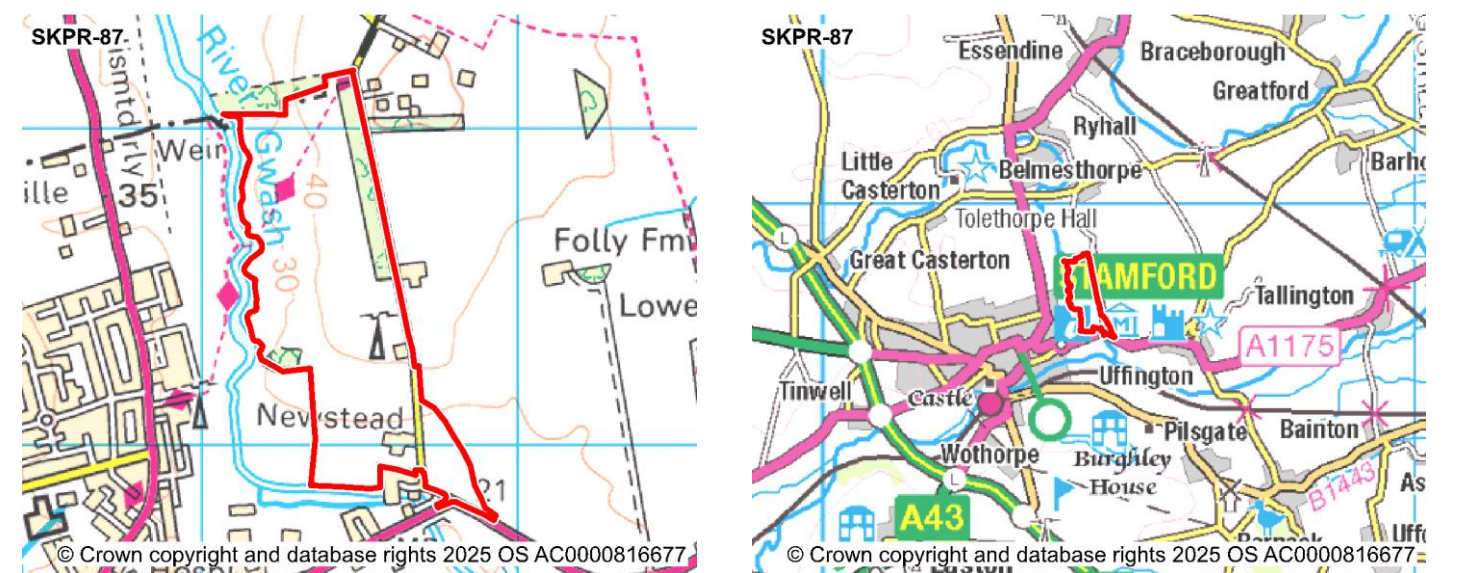 SKPR-87
River
Gwash
Weir
35
40
30
Folly Fm
Lowe
Newstead
21
© Crown copyright and database rights 2025 OS AC0000816677
SKPR-87
Essendine
Braceborough
Greatford
Ryhall
Little
Casterton
Belmesthorpe
Tolethorpe Hall
Great Casterton
STAMFORD
Tallington
A1175
Uffington
Tinwell
Castle
Pilsgate
Bainton
Wothorpe
Burghley
House
B1443
A43
© Crown copyright and database rights 2025 OS AC0000816677